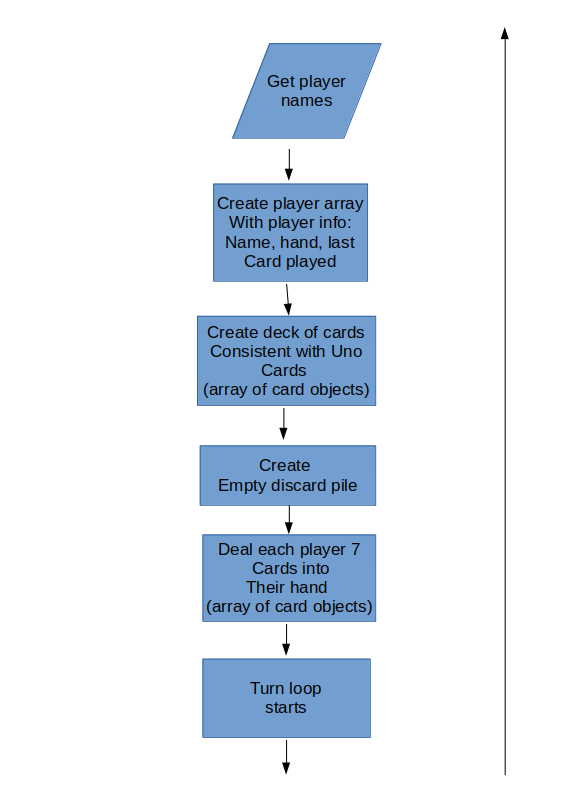 Get player
names
Create player array
With player info:
Name, hand, last
Card played
Create deck of cards
Consistent with Uno
Cards
(array of card objects)
Create
Empty discard pile
Deal each player 7
Cards into
Their hand
(array of card objects)
Turn loop
starts